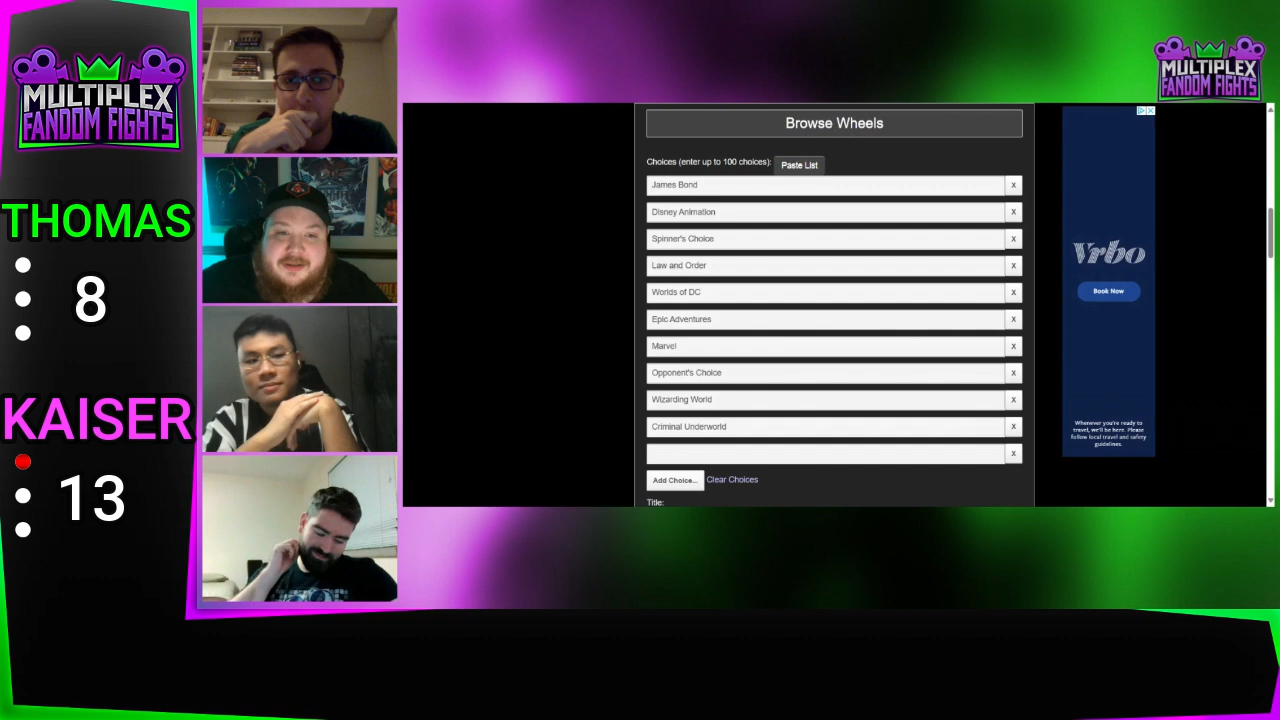 MULTIPLEX
FANDOM FIGHTS
THOMAS
8
KAISER
13
MULTIPLEX
FANDOM FIGHTS
Browse Wheels
Choices (enter up to 100 choices):
Paste List
James Bond
X
Disney Animation
X
Spinner's Choice
X
Law and Order
X
Worlds of DC
X
Epic Adventures
X
Marvel
X
Opponent's Choice
X
Wizarding World
X
Criminal Underworld
X
X
Add Choice...
Clear Choices
Title:
Vrbo
Book Now
Whenever you're ready to
travel, we'll be here. Please
follow local travel and safety
guidelines.